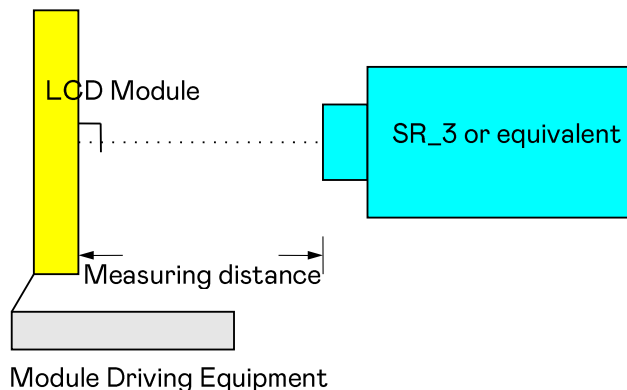 LCD Module
SR_3 or equivalent
Measuring distance
Module Driving Equipment